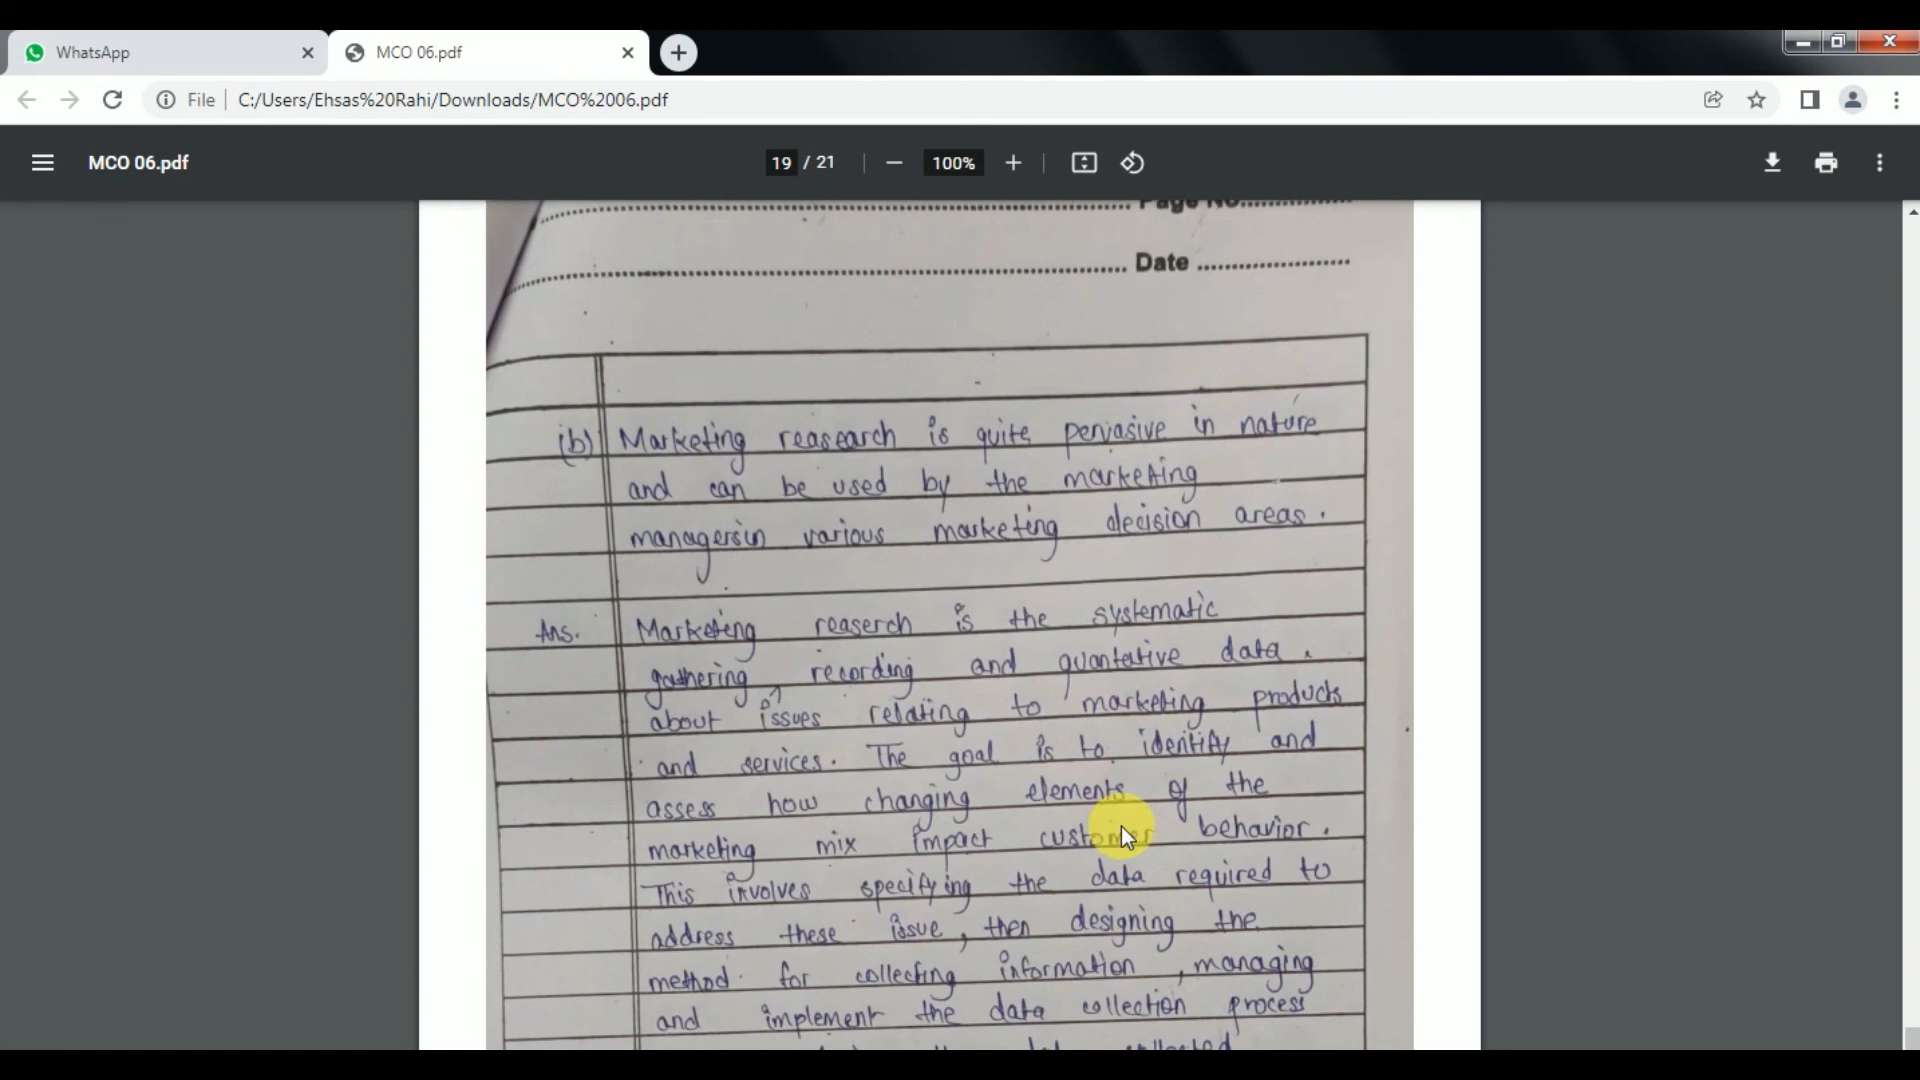 WhatsApp
MCO 06.pdf
File
C:/Users/Ehsas%20Rahi/Downloads/MCO%2006.pdf
MCO 06.pdf
19 / 21
100%
Page No..........
Date ..........
(b) Marketing reasearch is quite pervasive in nature
and can be used by the marketing
managersin various marketing decision areas.
Ans. Marketing reaserch is the systematic
gathering, recording and quantative data.
about issues relating to marketing products
and services. The goal is to identify and
assess how changing elements of the
marketing mix impact customer behavior.
This involves specifying the data required to
address these issue, then designing the
method for collecting information, managing
and implement the data collection process
collected